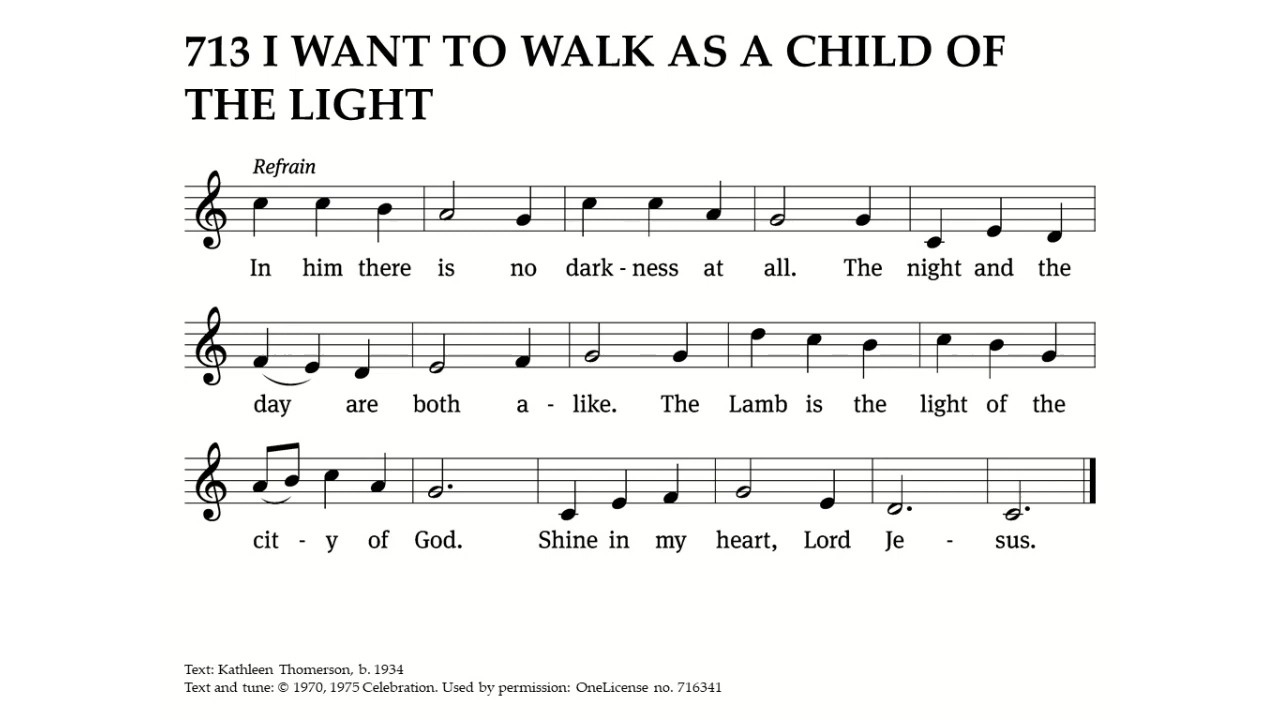 713 I WANT TO WALK AS A CHILD OF
THE LIGHT
Refrain
In him there is no dark - ness at all. The night and the
day are both a - like. The Lamb is the light of the
cit - y of God. Shine in my heart, Lord Je - sus.
Text: Kathleen Thomerson, b. 1934
Text and tune: © 1970, 1975 Celebration. Used by permission: OneLicense no. 716341